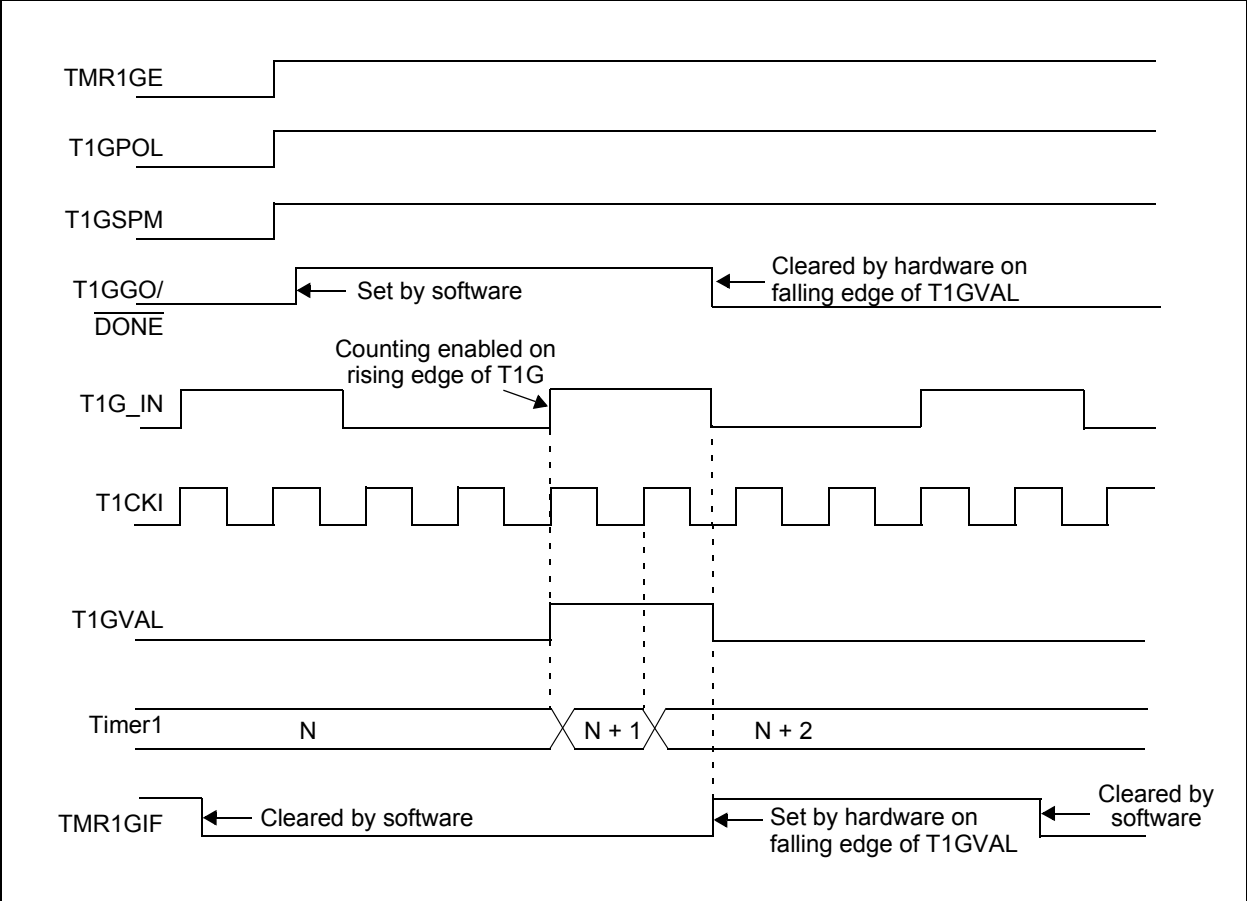 TMR1GE
T1GPOL
T1GSPM
T1GGO/
DONE
Set by software
Cleared by hardware on
falling edge of T1GVAL
Counting enabled on
rising edge of T1G
T1G_IN
T1CKI
T1GVAL
Timer1
N
N + 1
N + 2
TMR1GIF
Cleared by software
Set by hardware on
falling edge of T1GVAL
Cleared by
software